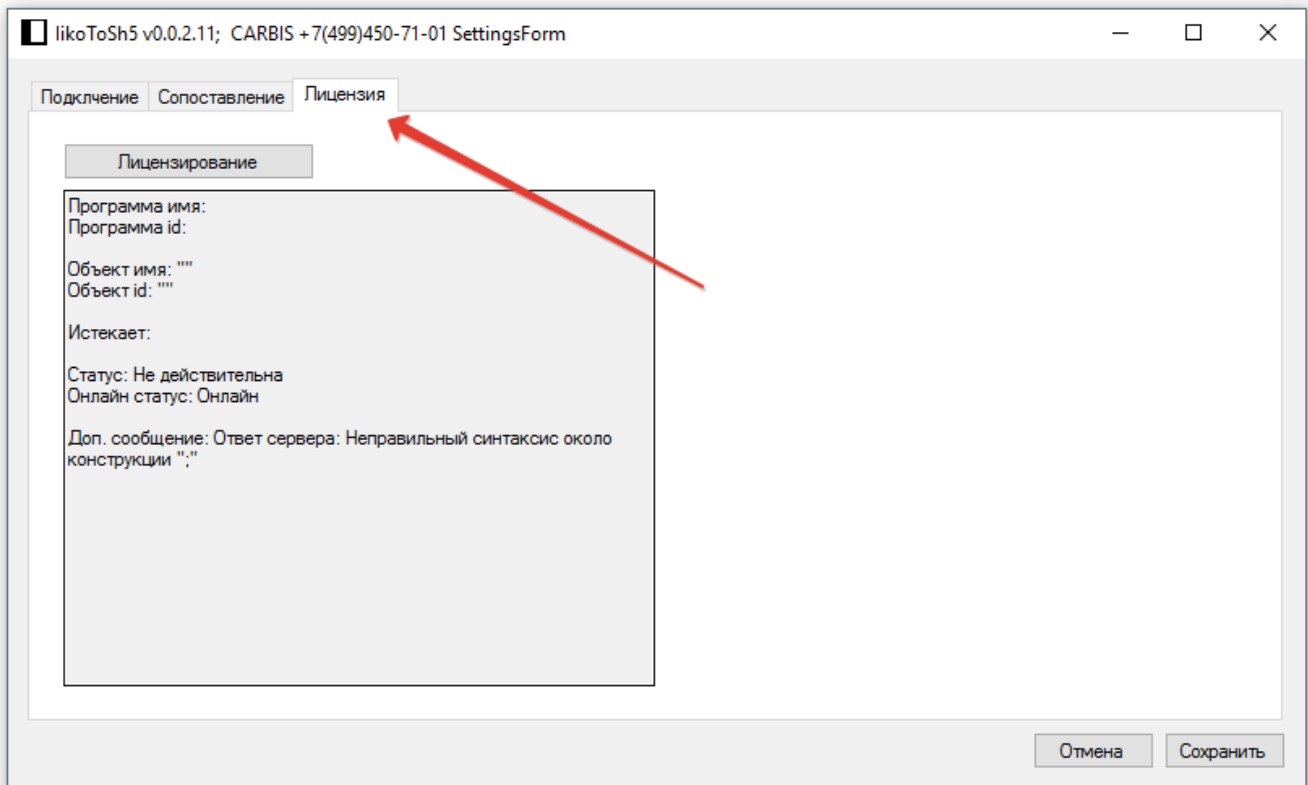 IikoToSh5 v0.0.2.11; CARBIS +7(499)450-71-01 SettingsForm
Подклчение Сопоставление Лицензия
Лицензирование
Программа имя:
Программа id:
Объект имя: ""
Объект id: ""
Истекает:
Статус: Не действительна
Онлайн статус: Онлайн
Доп. сообщение: Ответ сервера: Неправильный синтаксис около
конструкции ";"
Отмена Сохранить